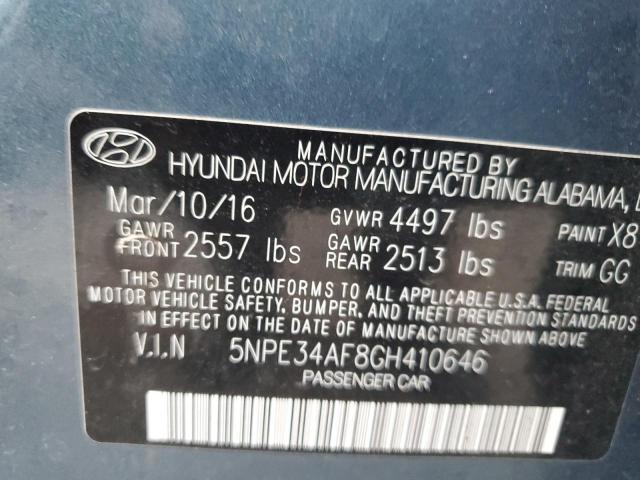 MANUFACTURED BY
HYUNDAI MOTOR MANUFACTURING ALABAMA,
Mar/10/16 GVWR 4497 lbs PAINT X8
GAWR FRONT 2557 lbs GAWR REAR 2513 lbs TRIM GG
THIS VEHICLE CONFORMS TO ALL APPLICABLE U.S.A. FEDERAL
MOTOR VEHICLE SAFETY, BUMPER, AND THEFT PREVENTION STANDARDS
IN EFFECT ON THE DATE OF MANUFACTURE SHOWN ABOVE.
V.I.N 5NPE34AF8GH410646
PASSENGER CAR